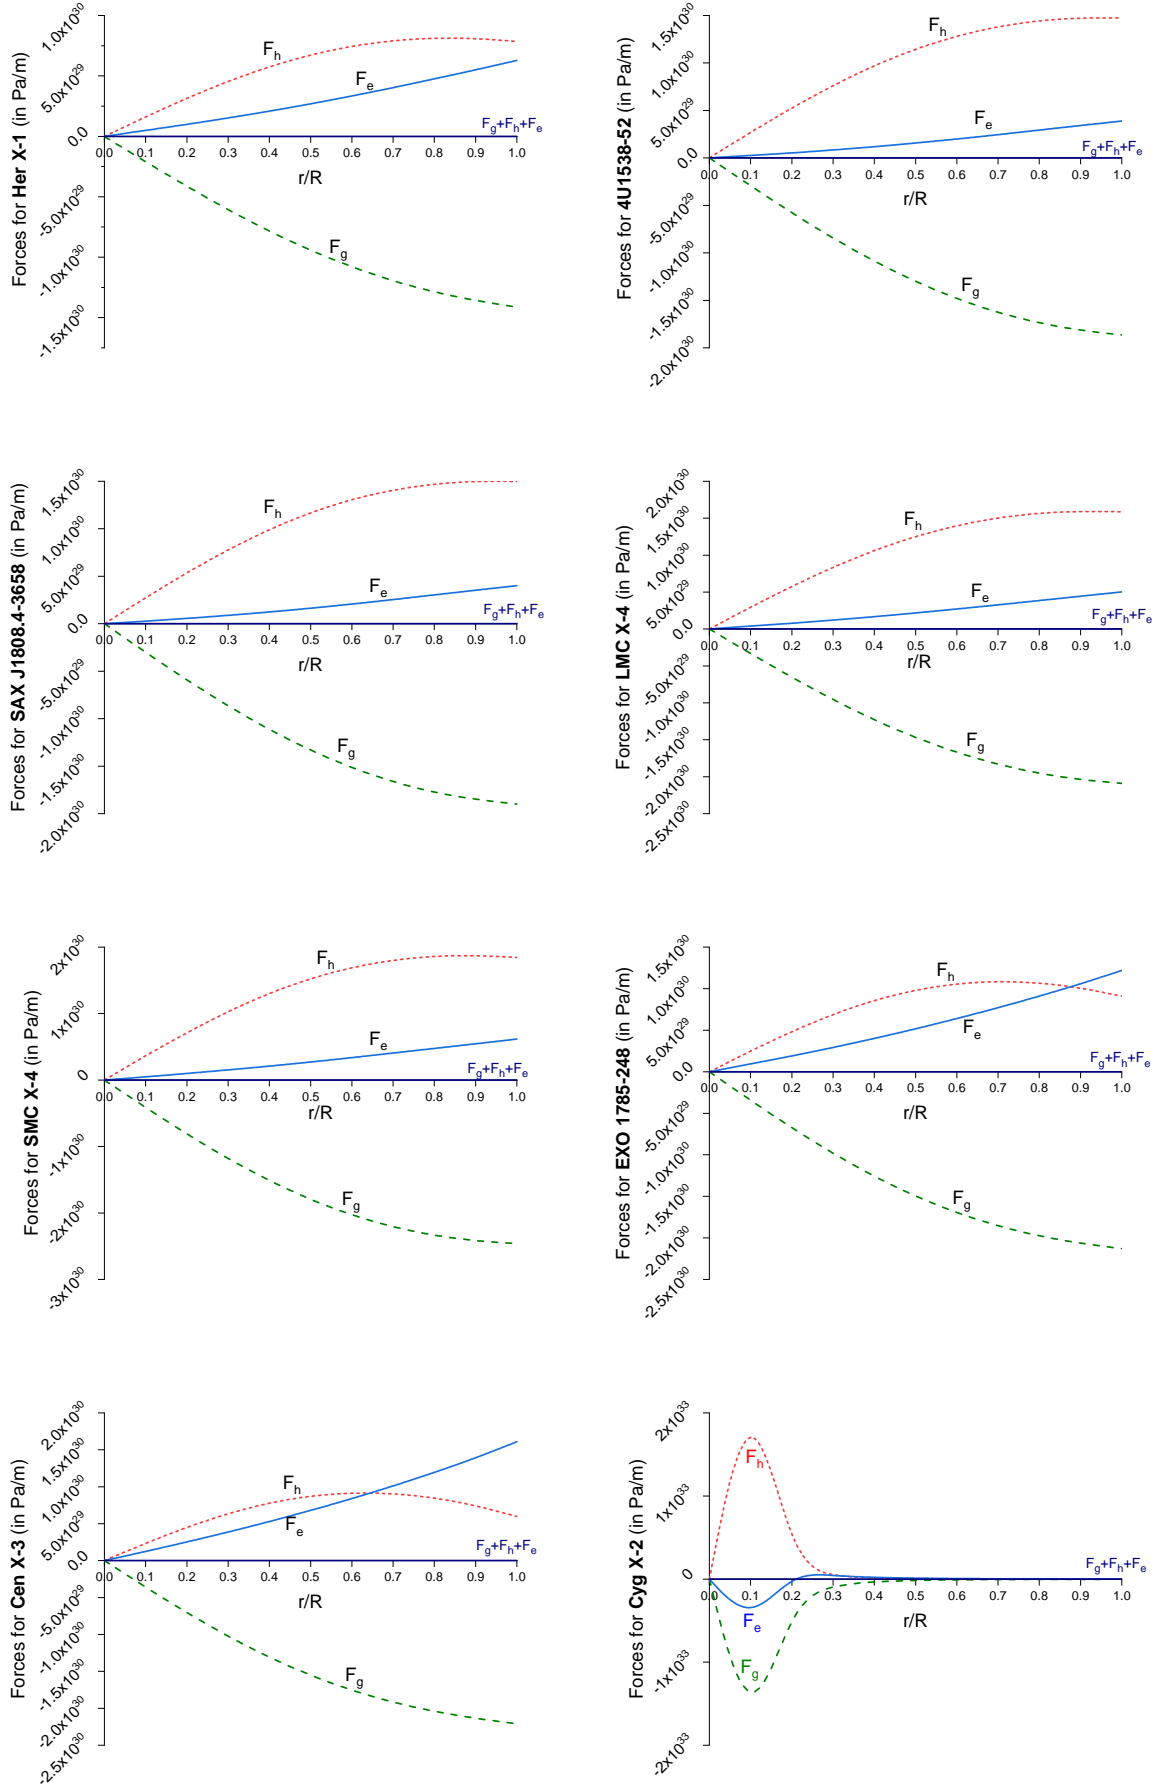 Forces for Her X-1 (in Pa/m)
1.0x10^30
5.0x10^29
0.0
-5.0x10^29
-1.0x10^30
-1.5x10^30
F_h
F_e
F_g+F_h+F_e
0.0 0.1 0.2 0.3 0.4 0.5 0.6 0.7 0.8 0.9 1.0
r/R
F_g
Forces for 4U1538-52 (in Pa/m)
1.5x10^30
1.0x10^30
5.0x10^29
0.0
-5.0x10^29
-1.0x10^30
-1.5x10^30
-2.0x10^30
F_h
F_e
F_g+F_h+F_e
0.0 0.1 0.2 0.3 0.4 0.5 0.6 0.7 0.8 0.9 1.0
r/R
F_g
Forces for SAX J1808.4-3658 (in Pa/m)
1.5x10^30
1.0x10^30
5.0x10^29
0.0
-5.0x10^29
-1.0x10^30
-1.5x10^30
-2.0x10^30
F_h
F_e
F_g+F_h+F_e
0.0 0.1 0.2 0.3 0.4 0.5 0.6 0.7 0.8 0.9 1.0
r/R
F_g
Forces for LMC X-4 (in Pa/m)
2.0x10^30
1.5x10^30
1.0x10^30
5.0x10^29
0.0
-5.0x10^29
-1.0x10^30
-1.5x10^30
-2.0x10^30
-2.5x10^30
F_h
F_e
F_g+F_h+F_e
0.0 0.1 0.2 0.3 0.4 0.5 0.6 0.7 0.8 0.9 1.0
r/R
F_g
Forces for SMC X-4 (in Pa/m)
2x10^30
1x10^30
0
-1x10^30
-2x10^30
-3x10^30
F_h
F_e
F_g+F_h+F_e
0.0 0.1 0.2 0.3 0.4 0.5 0.6 0.7 0.8 0.9 1.0
r/R
F_g
Forces for EXO 1785-248 (in Pa/m)
1.5x10^30
1.0x10^30
5.0x10^29
0.0
-5.0x10^29
-1.0x10^30
-1.5x10^30
-2.0x10^30
-2.5x10^30
F_h
F_e
F_g+F_h+F_e
0.0 0.1 0.2 0.3 0.4 0.5 0.6 0.7 0.8 0.9 1.0
r/R
F_g
Forces for Cen X-3 (in Pa/m)
2.0x10^30
1.5x10^30
1.0x10^30
5.0x10^29
0.0
-5.0x10^29
-1.0x10^30
-1.5x10^30
-2.0x10^30
-2.5x10^30
F_h
F_e
F_g+F_h+F_e
0.0 0.1 0.2 0.3 0.4 0.5 0.6 0.7 0.8 0.9 1.0
r/R
F_g
Forces for Cyg X-2 (in Pa/m)
2x10^33
1x10^33
0
-1x10^33
-2x10^33
F_h
F_g+F_h+F_e
0.0 0.1 0.2 0.3 0.4 0.5 0.6 0.7 0.8 0.9 1.0
r/R
F_e
F_g